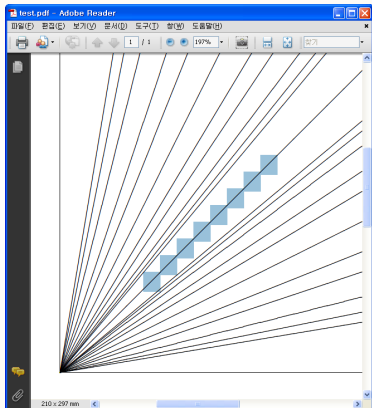 test.pdf - Adobe Reader
파일(F) 편집(E) 보기(V) 문서(D) 도구(T) 창(W) 도움말(H)
1 / 1 197% 찾기
210 x 297 mm